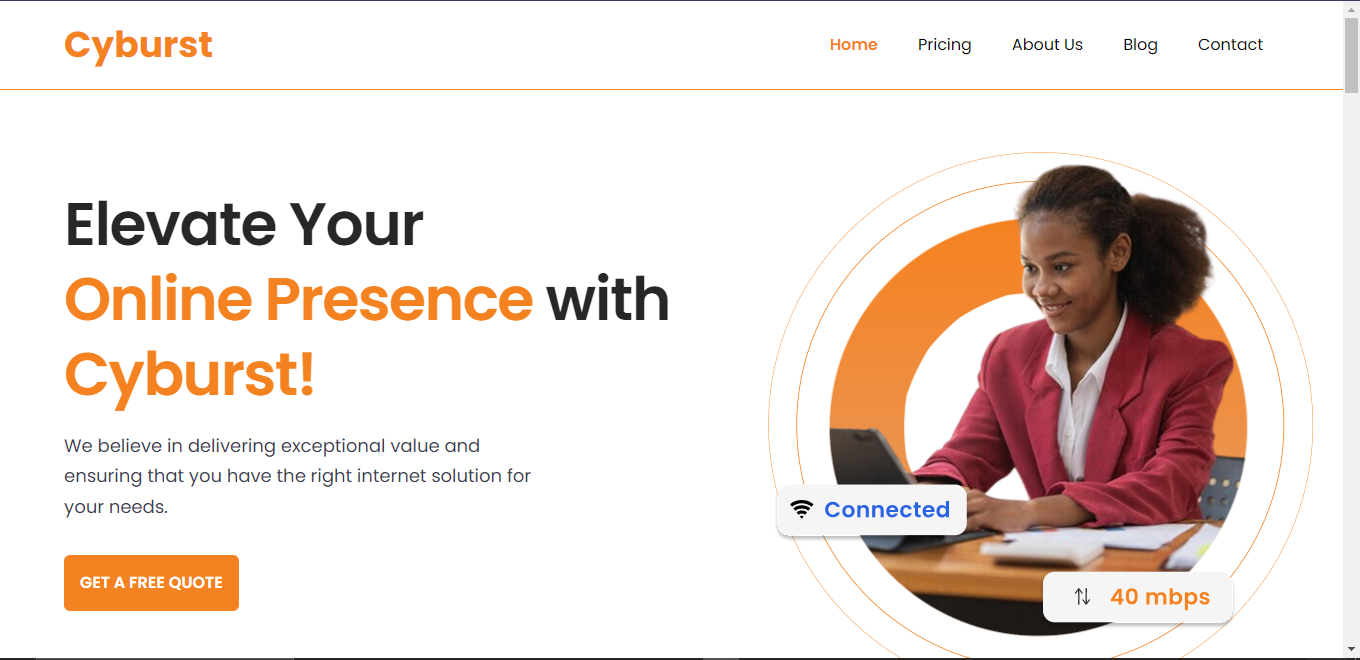 Cyburst
Home
Pricing
About Us
Blog
Contact
Elevate Your
Online Presence with
Cyburst!
We believe in delivering exceptional value and
ensuring that you have the right internet solution for
your needs.
GET A FREE QUOTE
Connected
40 mbps